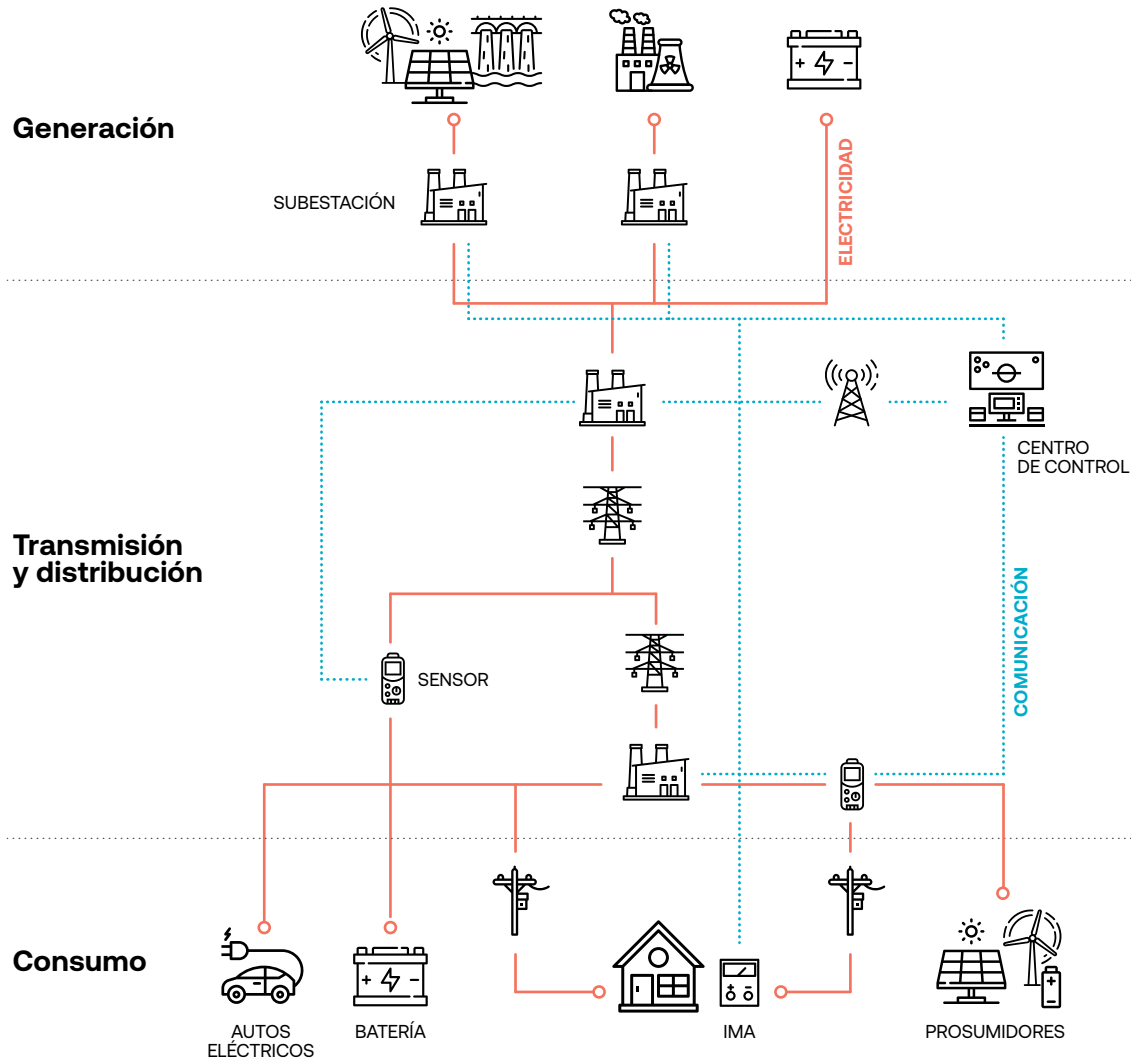 Generación
SUBESTACIÓN
ELECTRICIDAD
CENTRO
DE CONTROL
Transmisión
y distribución
COMUNICACIÓN
SENSOR
Consumo
AUTOS
ELÉCTRICOS
BATERÍA
IMA
PROSUMIDORES